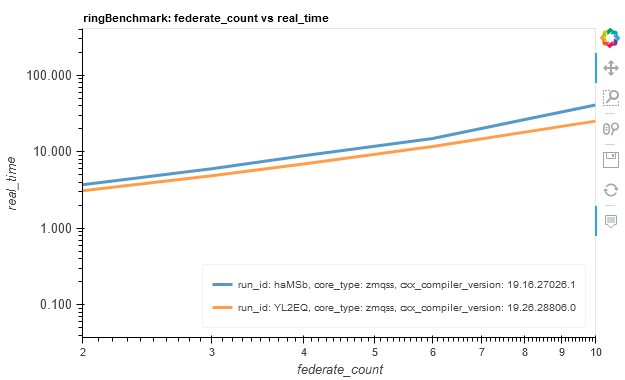 ringBenchmark: federate_count vs real_time
100.000
10.000
1.000
0.100
real_time
run_id: haMSb, core_type: zmqss, cxx_compiler_version: 19.16.27026.1
run_id: YL2EQ, core_type: zmqss, cxx_compiler_version: 19.26.28806.0
2 3 4 5 6 7 8 9 10
federate_count